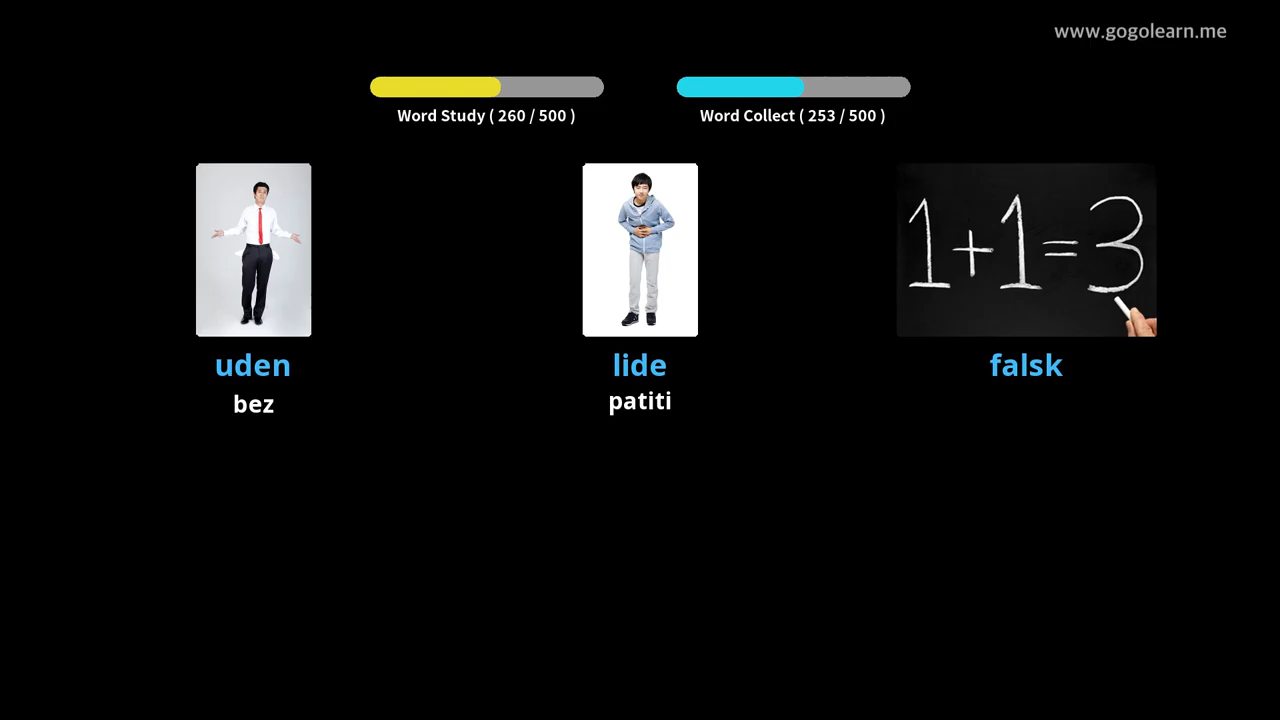 www.gogolearn.me
Word Study ( 260 / 500 )
Word Collect ( 253 / 500 )
1+1=3
uden
lide
falsk
bez
patiti